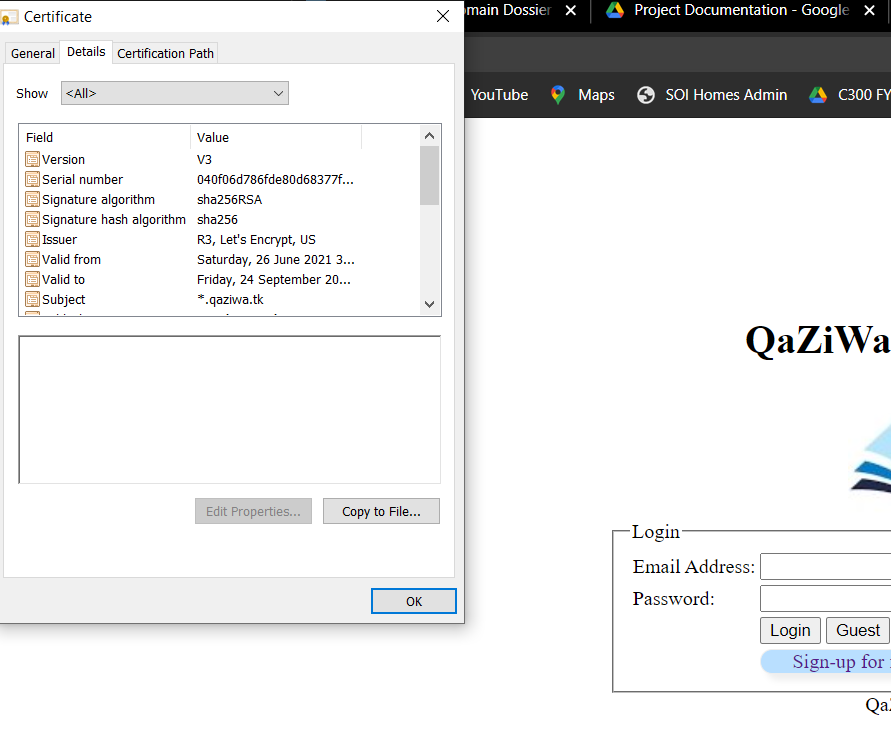 Certificate
General Details Certification Path
Show <All>
Field Value
Version V3
Serial number 040f06d786fde80d68377f...
Signature algorithm sha256RSA
Signature hash algorithm sha256
Issuer R3, Let's Encrypt, US
Valid from Saturday, 26 June 2021 3...
Valid to Friday, 24 September 20...
Subject *.qaziwa.tk
Edit Properties... Copy to File...
OK
omain Dossier Project Documentation - Google
YouTube Maps SOI Homes Admin C300 FY
QaZiWa
Login
Email Address:
Password:
Login Guest
Sign-up for
Qa